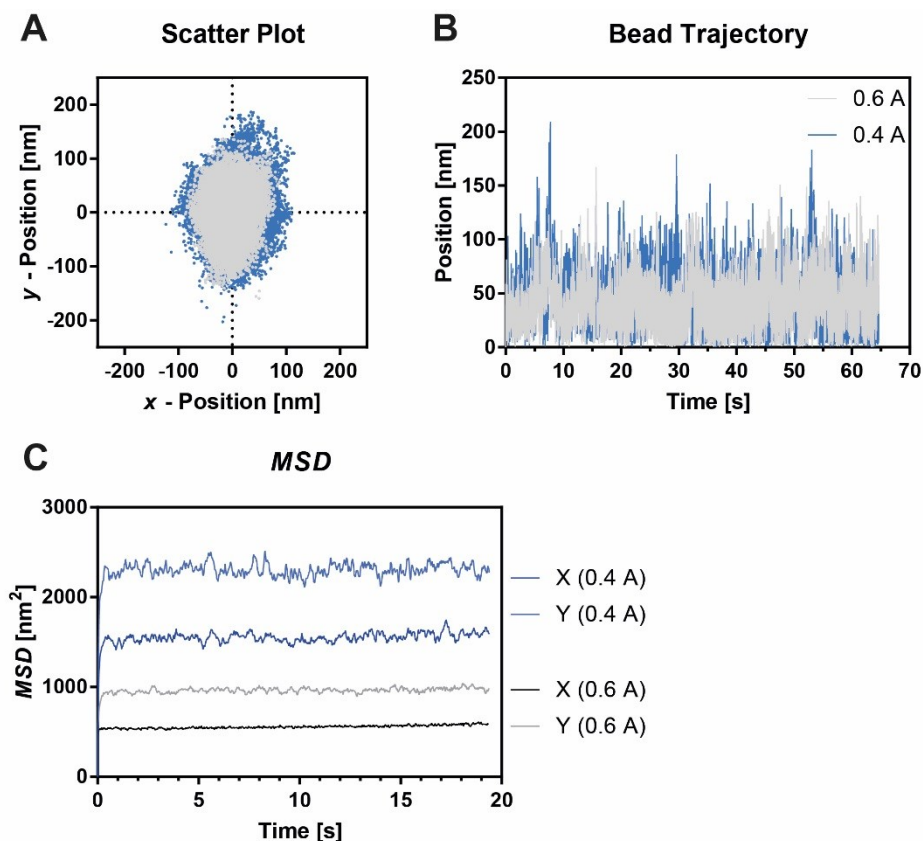 A
Scatter Plot
200
100
0
-100
-200
y - Position [nm]
-200 -100 0 100 200
x - Position [nm]
B
Bead Trajectory
250
200
150
100
50
0
Position [nm]
0.6 A
0.4 A
0 10 20 30 40 50 60 70
Time [s]
C
MSD
3000
2000
1000
0
MSD [nm²]
0 5 10 15 20
Time [s]
X (0.4 A)
Y (0.4 A)
X (0.6 A)
Y (0.6 A)